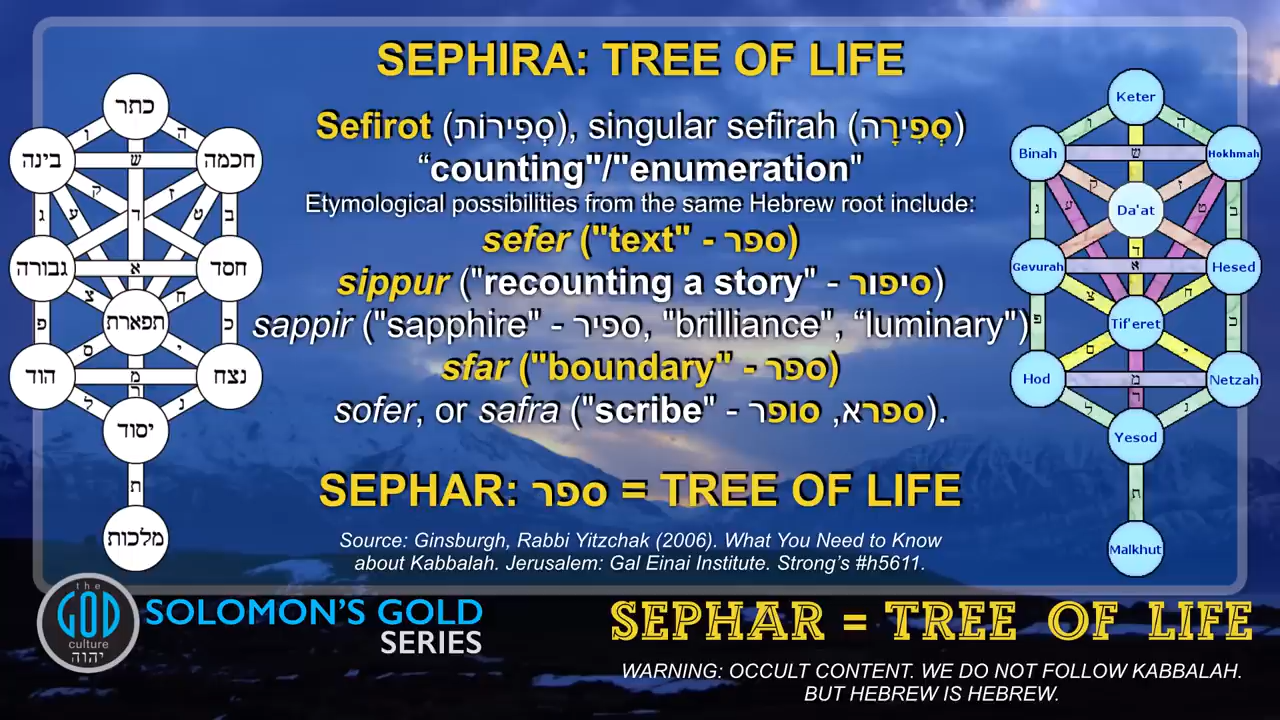 SEPHIRA: TREE OF LIFE
Sefirot (סְפִירוֹת), singular sefirah (סְפִירָה)
“counting"/"enumeration"
Etymological possibilities from the same Hebrew root include:
sefer ("text" - ספר)
sippur ("recounting a story" - סיפור)
sappir ("sapphire" - ספיר, "brilliance", “luminary")
sfar ("boundary" - ספר)
sofer, or safra ("scribe" - סופר, ספרא).
SEPHAR: ספר = TREE OF LIFE
Source: Ginsburgh, Rabbi Yitzchak (2006). What You Need to Know
about Kabbalah. Jerusalem: Gal Einai Institute. Strong’s #h5611.
כתר
ו
ה
בינה
ש
חכמה
ק
ז
ג
ע
ד
ט
ב
גבורה
א
חסד
צ
ח
פ
תפארת
כ
ס
י
הוד
מ
נצח
ר
ל
נ
יסוד
ת
מלכות
Keter
ו
ה
Binah
ש
Hokhmah
ק
ז
ג
ע
Da'at
ט
ב
ד
Gevurah
א
Hesed
צ
ח
פ
Tif'eret
כ
ס
י
Hod
מ
Netzah
ר
ל
נ
Yesod
ת
Malkhut
the
GOD
culture
יהוה
SOLOMON'S GOLD
SERIES
SEPHAR = TREE OF LIFE
WARNING: OCCULT CONTENT. WE DO NOT FOLLOW KABBALAH.
BUT HEBREW IS HEBREW.